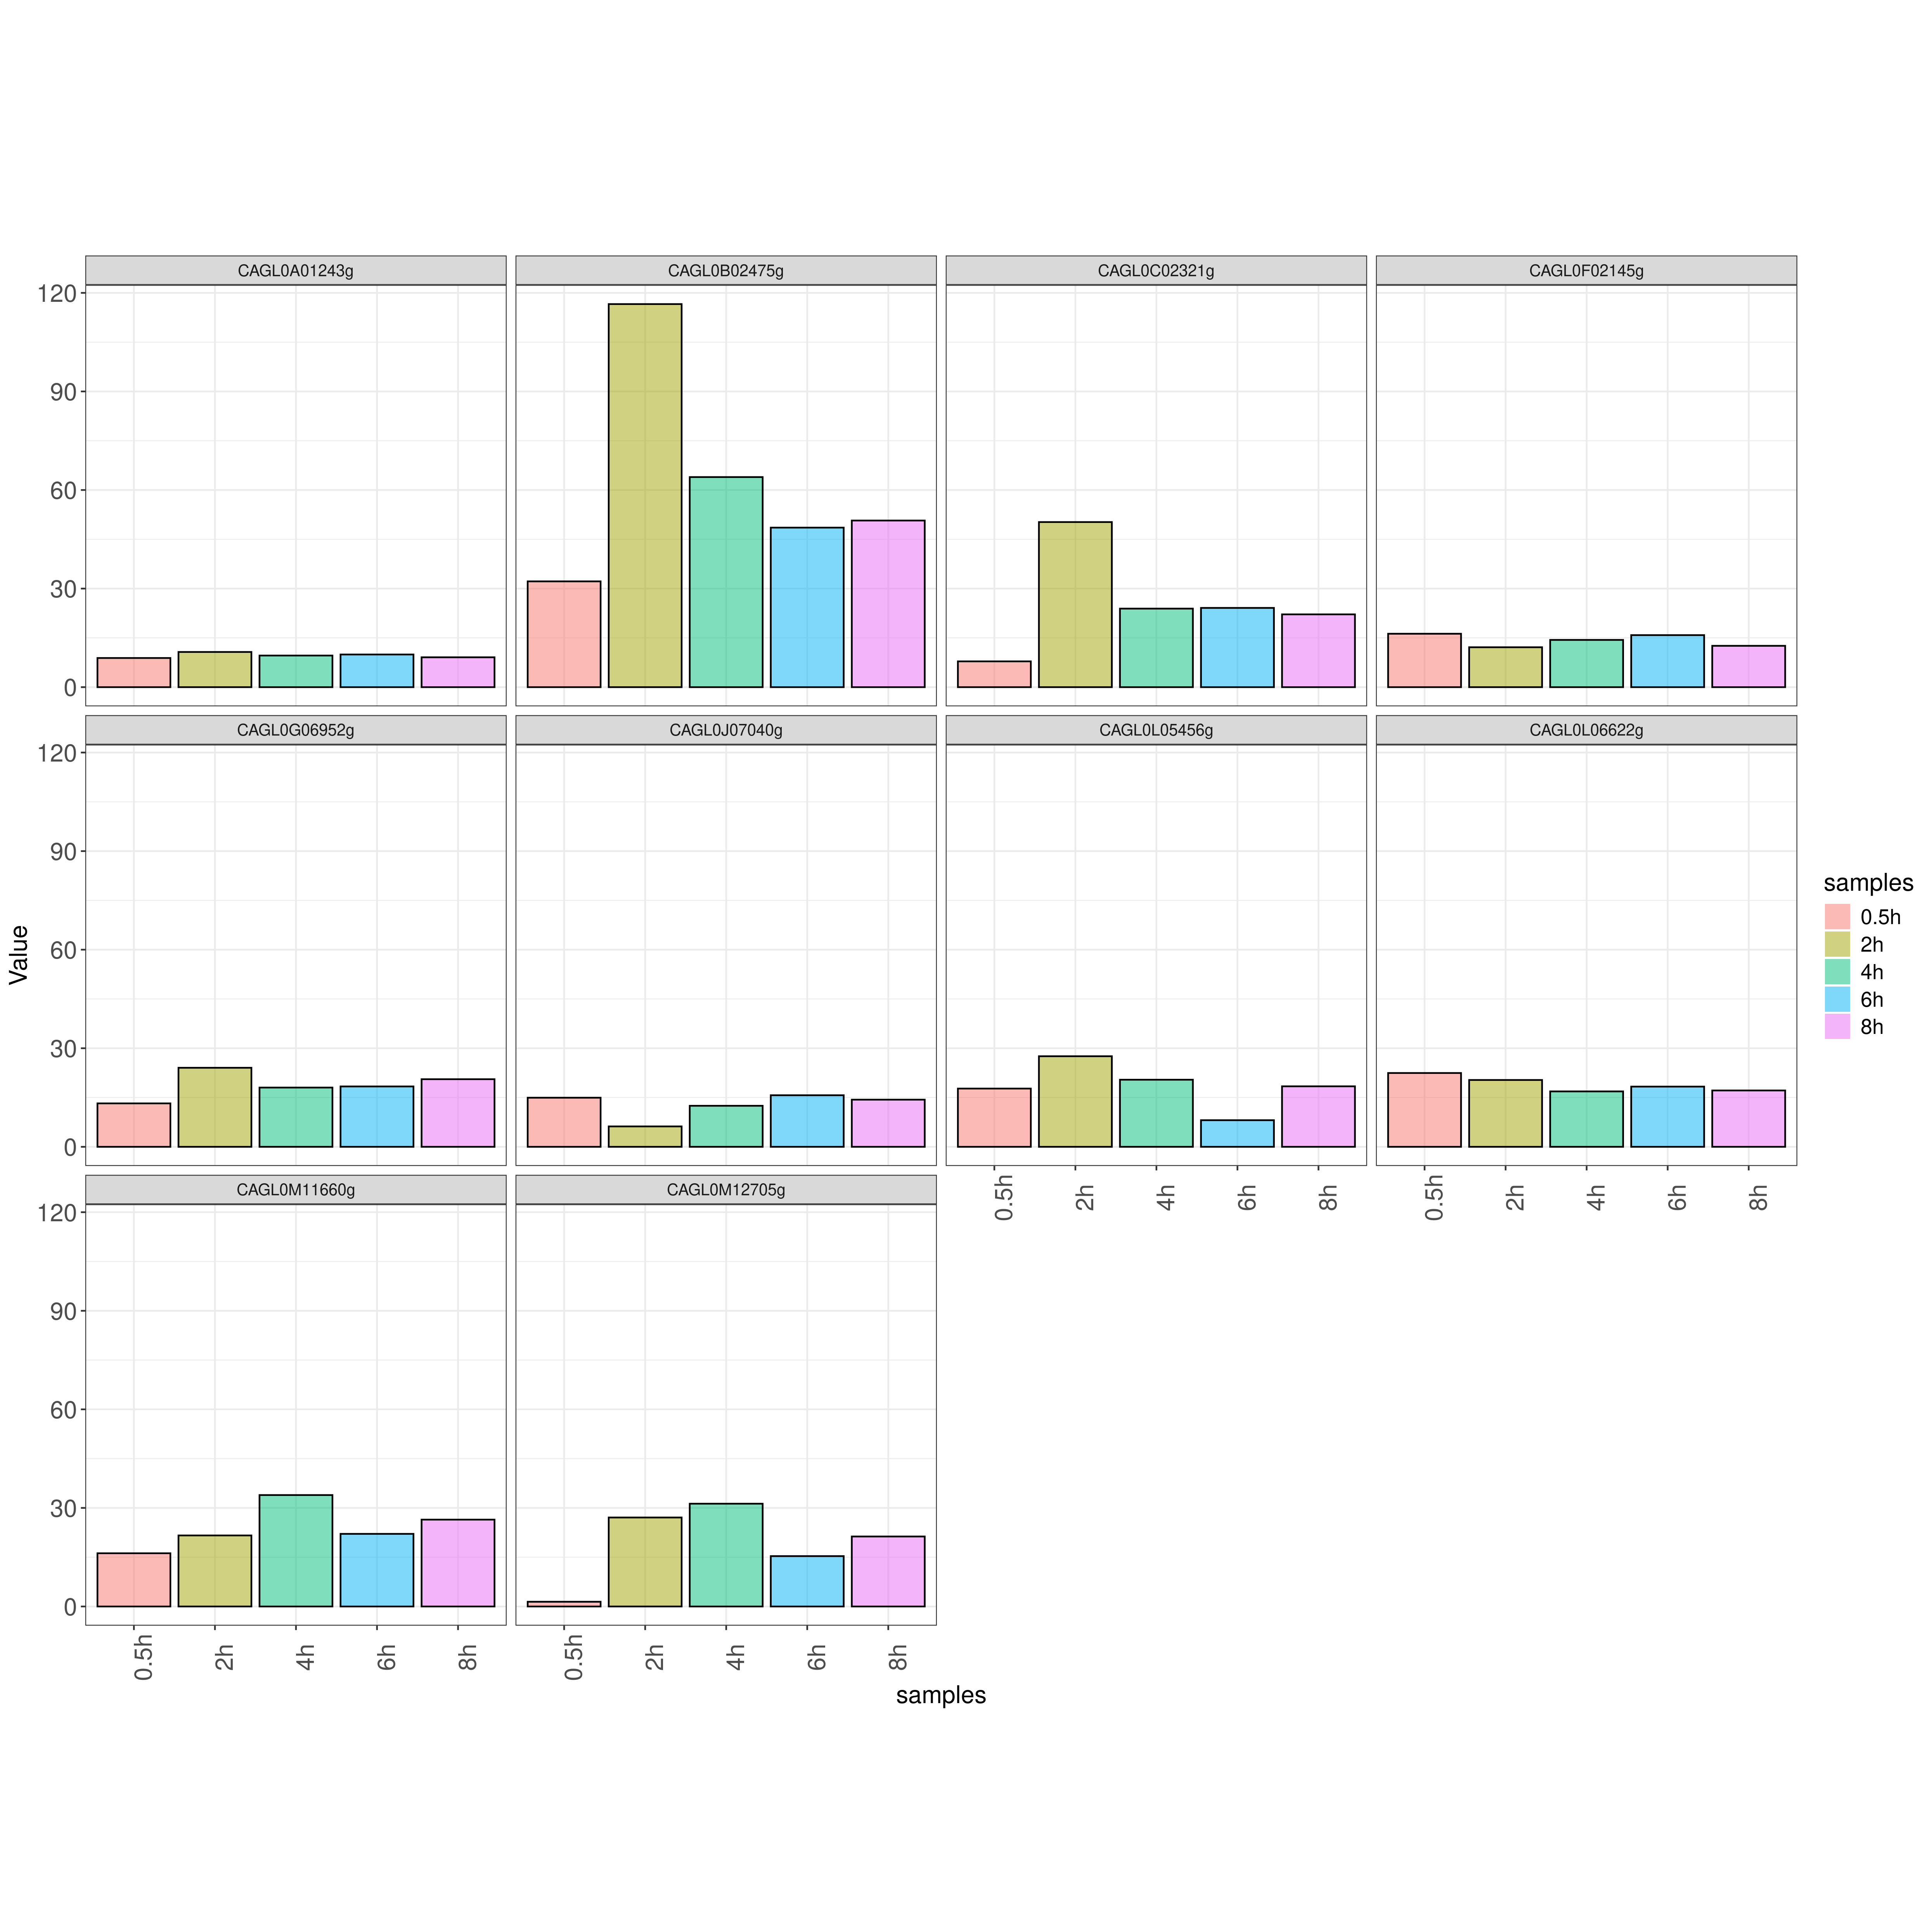 CAGL0A01243g CAGL0B02475g CAGL0C02321g CAGL0F02145g
120
90
60
30
0
CAGL0G06952g CAGL0J07040g CAGL0L05456g CAGL0L06622g
120
90
60
30
0
0.5h 2h 4h 6h 8h 0.5h 2h 4h 6h 8h
CAGL0M11660g CAGL0M12705g
120
90
60
30
0
0.5h 2h 4h 6h 8h 0.5h 2h 4h 6h 8h
samples
Value
samples
0.5h
2h
4h
6h
8h